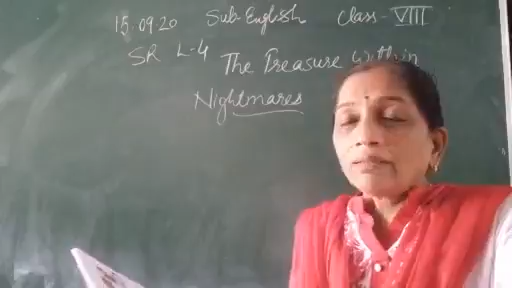 15.09.20 Sub-English Class-VIII
SR L-4 The Treasure Within
Nightmares